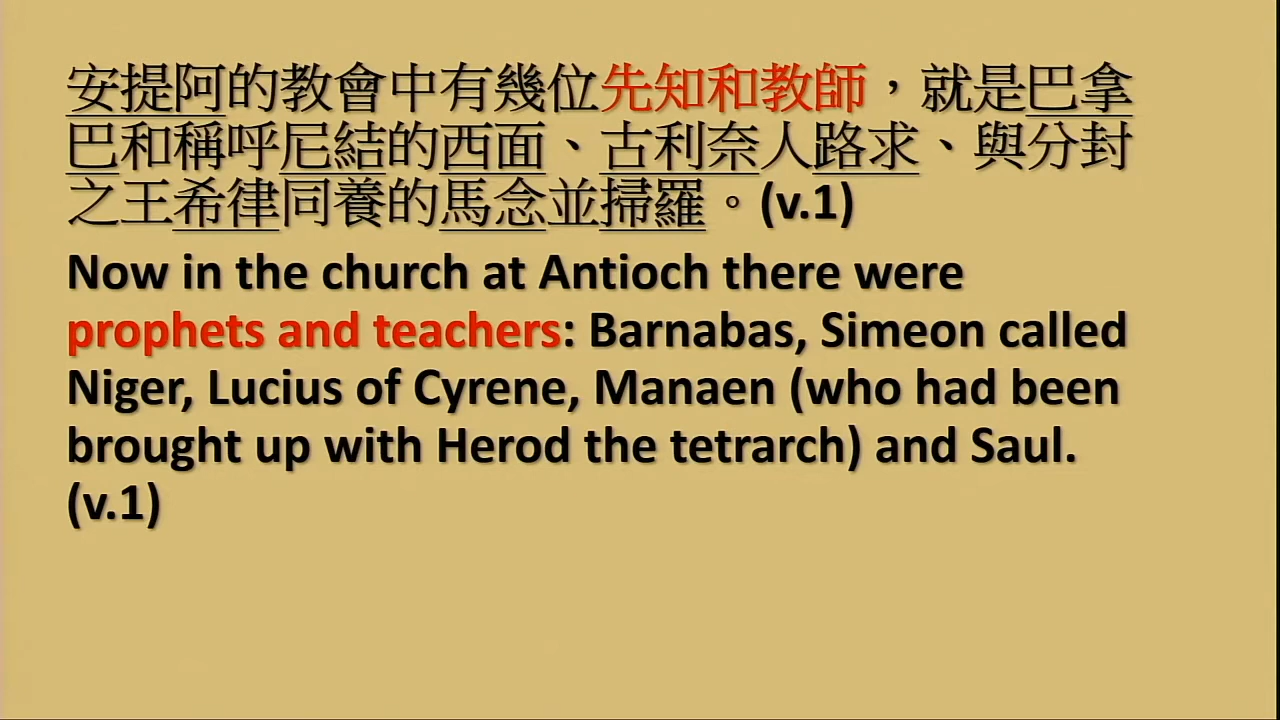 安提阿的教會中有幾位先知和教師，就是巴拿
巴和稱呼尼結的西面、古利奈人路求、與分封
之王希律同養的馬念並掃羅。(v.1)
Now in the church at Antioch there were
prophets and teachers: Barnabas, Simeon called
Niger, Lucius of Cyrene, Manaen (who had been
brought up with Herod the tetrarch) and Saul.
(v.1)